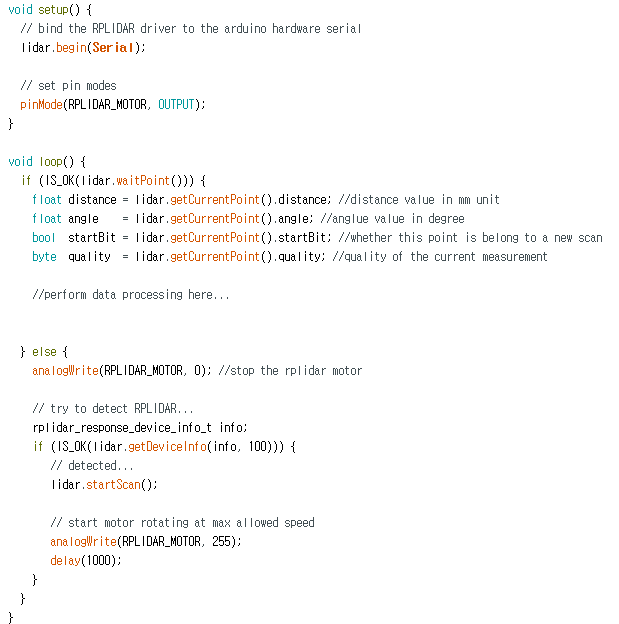 void setup() {
  // bind the RPLIDAR driver to the arduino hardware serial
  lidar.begin(Serial);
  // set pin modes
  pinMode(RPLIDAR_MOTOR, OUTPUT);
}
void loop() {
  if (IS_OK(lidar.waitPoint())) {
    float distance = lidar.getCurrentPoint().distance; //distance value in mm unit
    float angle    = lidar.getCurrentPoint().angle; //anglue value in degree
    bool  startBit = lidar.getCurrentPoint().startBit; //whether this point is belong to a new scan
    byte  quality  = lidar.getCurrentPoint().quality; //quality of the current measurement
    //perform data processing here...
  } else {
    analogWrite(RPLIDAR_MOTOR, 0); //stop the rplidar motor
    // try to detect RPLIDAR...
    rplidar_response_device_info_t info;
    if (IS_OK(lidar.getDeviceInfo(info, 100))) {
       // detected...
       lidar.startScan();
       // start motor rotating at max allowed speed
       analogWrite(RPLIDAR_MOTOR, 255);
       delay(1000);
    }
  }
}